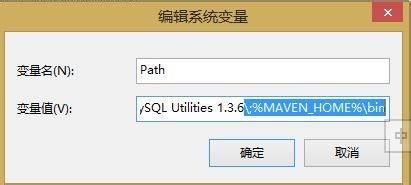 编辑系统变量
变量名(N): Path
变量值(V): ySQL Utilities 1.3.6\;%MAVEN_HOME%\bin
确定 取消
中